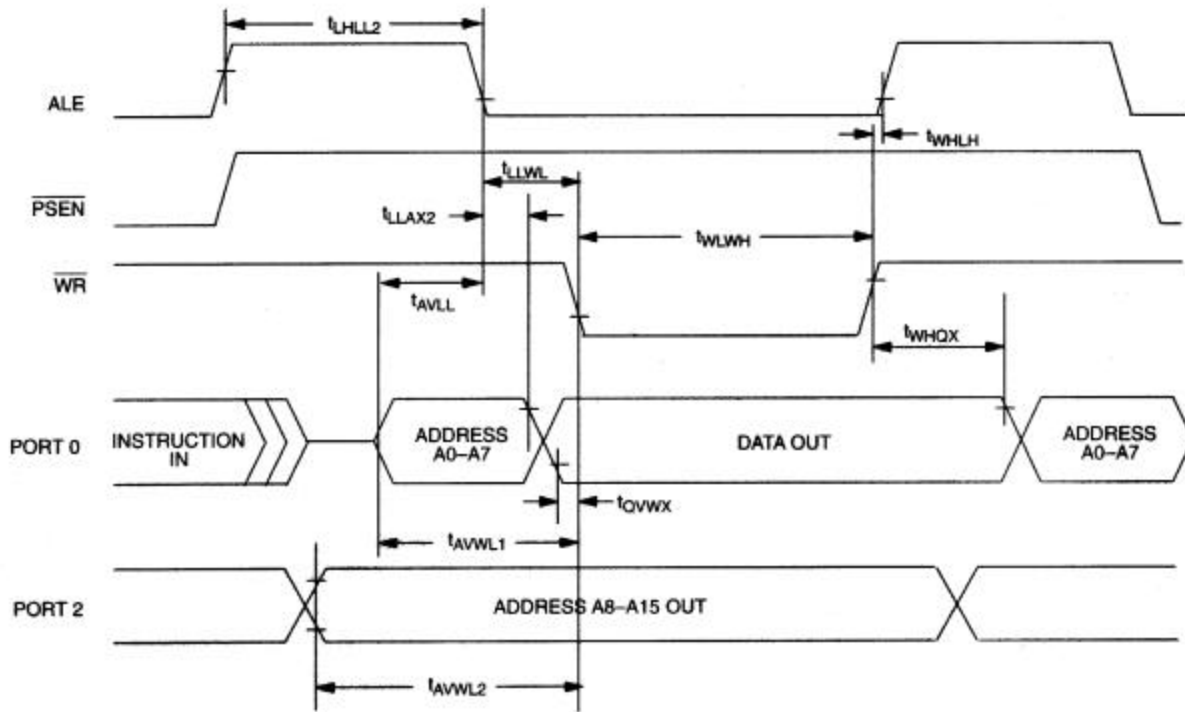 tLHLL2
ALE
tWHLH
tLLWL
PSEN
tLLAX2
tWLWH
WR
tAVLL
tWHQX
PORT 0
INSTRUCTION
IN
ADDRESS
A0–A7
DATA OUT
ADDRESS
A0–A7
tQVWX
tAVWL1
PORT 2
ADDRESS A8–A15 OUT
tAVWL2